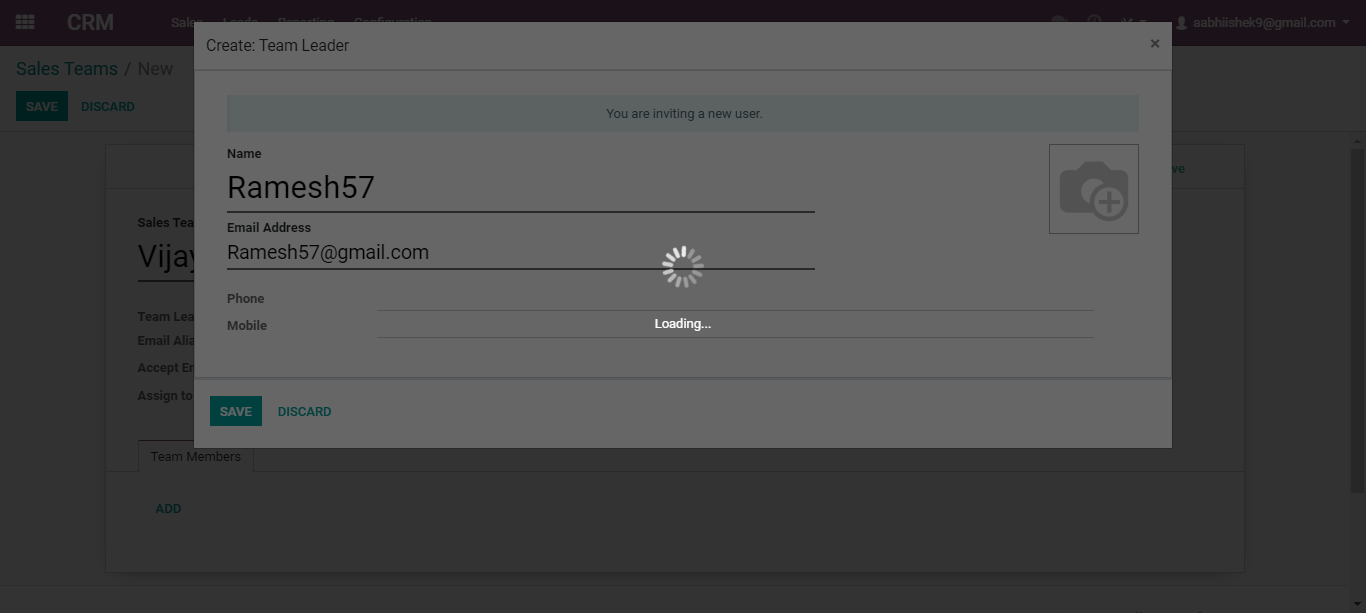 CRM
Sales Leads Reporting Configuration
aabhiishek9@gmail.com
Create: Team Leader
×
Sales Teams / New
SAVE DISCARD
You are inviting a new user.
Name
Ramesh57
Email Address
Ramesh57@gmail.com
Phone
Mobile
Loading...
SAVE DISCARD
Sales Tea
Vijay
Team Lea
Email Alia
Accept Er
Assign to
Team Members
ADD